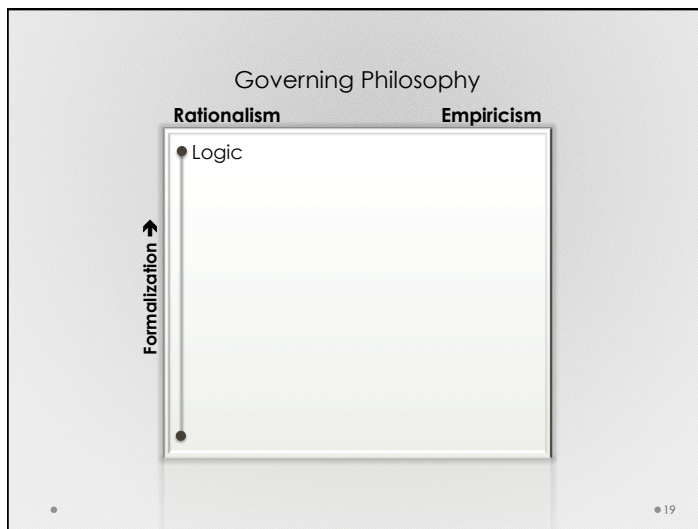 Governing Philosophy
Rationalism Empiricism
Logic
Formalization ➔
19